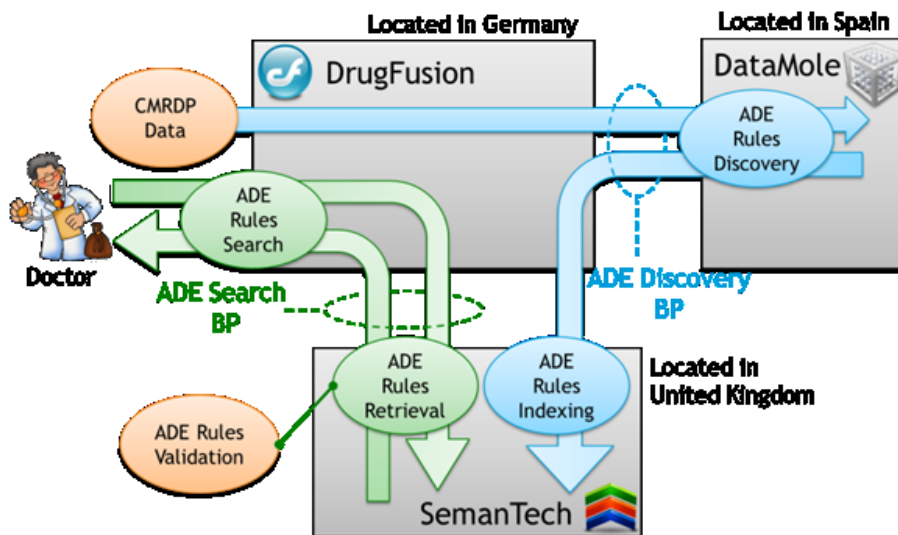 Located in Germany
Located in Spain
DrugFusion
DataMole
CMRDP
Data
ADE
Rules
Discovery
ADE
Rules
Search
Doctor
ADE Search
BP
ADE Discovery
BP
ADE
Rules
Retrieval
ADE
Rules
Indexing
Located in
United Kingdom
ADE Rules
Validation
SemanTech